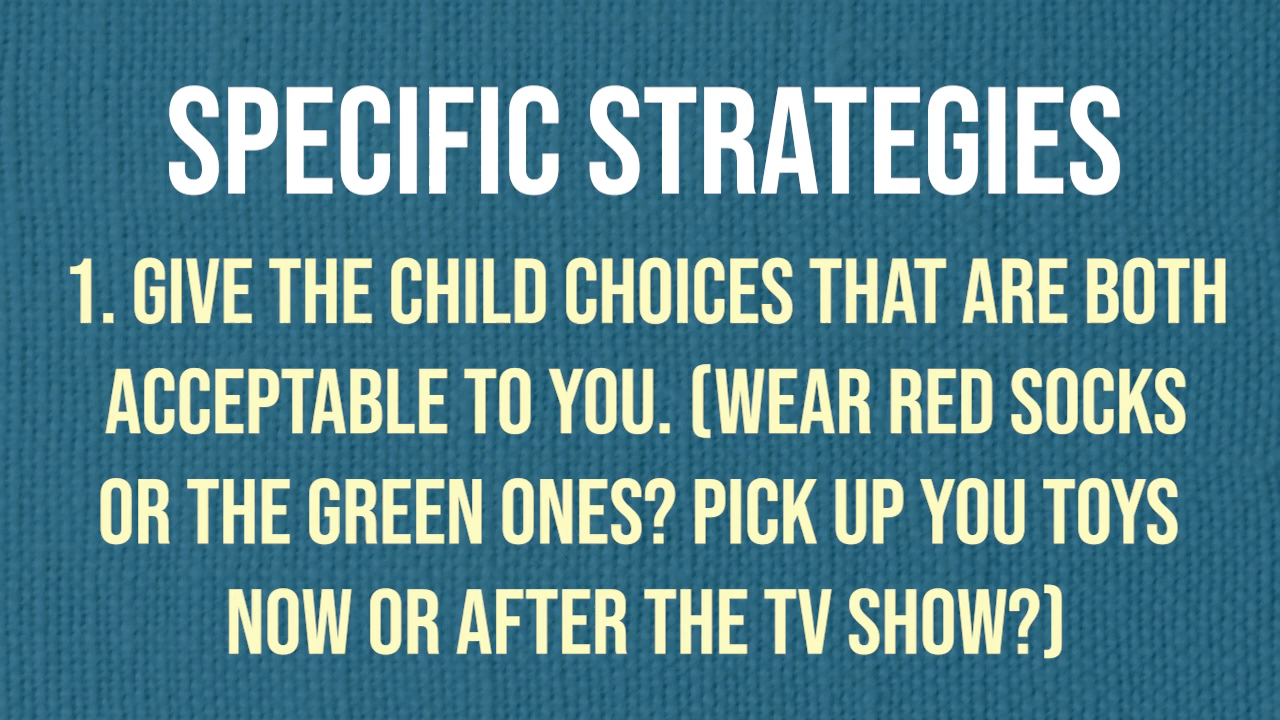 SPECIFIC STRATEGIES
1. GIVE THE CHILD CHOICES THAT ARE BOTH
ACCEPTABLE TO YOU. (WEAR RED SOCKS
OR THE GREEN ONES? PICK UP YOU TOYS
NOW OR AFTER THE TV SHOW?)